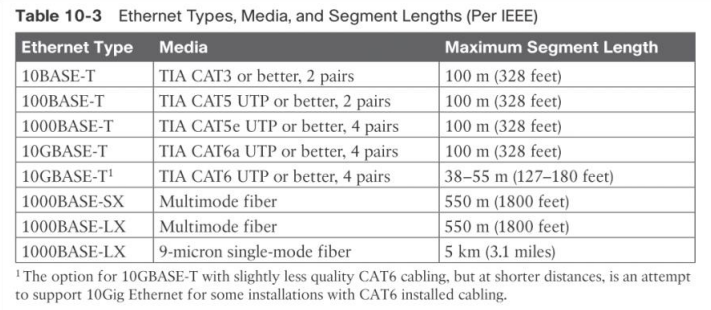 Table 10-3 Ethernet Types, Media, and Segment Lengths (Per IEEE)
Ethernet Type Media Maximum Segment Length
10BASE-T TIA CAT3 or better, 2 pairs 100 m (328 feet)
100BASE-T TIA CAT5 UTP or better, 2 pairs 100 m (328 feet)
1000BASE-T TIA CAT5e UTP or better, 4 pairs 100 m (328 feet)
10GBASE-T TIA CAT6a UTP or better, 4 pairs 100 m (328 feet)
10GBASE-T¹ TIA CAT6 UTP or better, 4 pairs 38–55 m (127–180 feet)
1000BASE-SX Multimode fiber 550 m (1800 feet)
1000BASE-LX Multimode fiber 550 m (1800 feet)
1000BASE-LX 9-micron single-mode fiber 5 km (3.1 miles)
¹ The option for 10GBASE-T with slightly less quality CAT6 cabling, but at shorter distances, is an attempt
to support 10Gig Ethernet for some installations with CAT6 installed cabling.